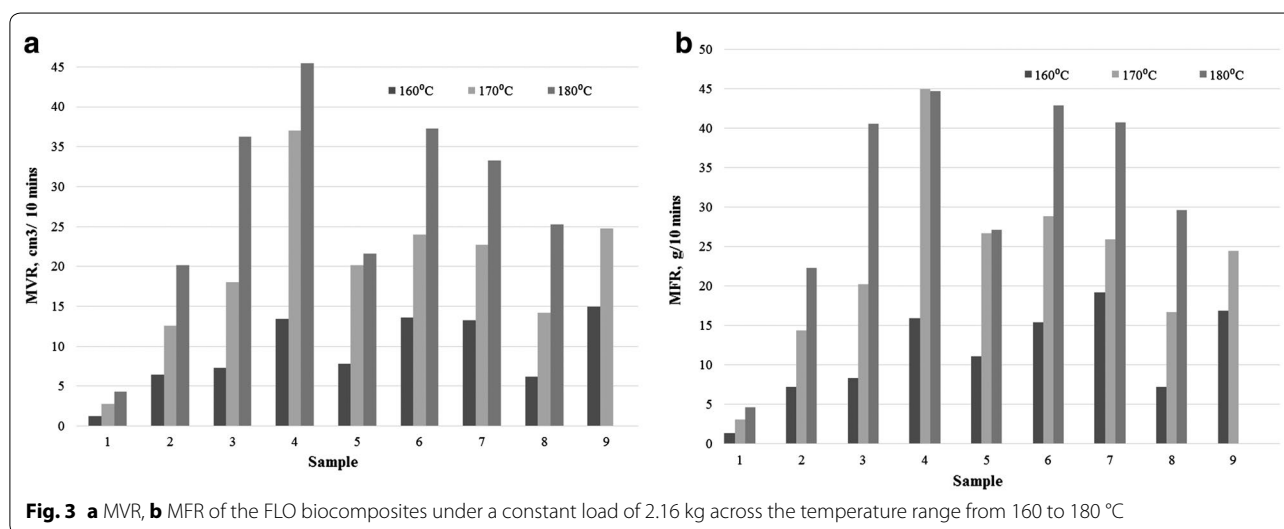 a
MVR, cm3/ 10 mins
45
40
35
30
25
20
15
10
5
0
160⁰C 170⁰C 180⁰C
1 2 3 4 5 6 7 8 9
Sample
b
MFR, g/10 mins
50
45
40
35
30
25
20
15
10
5
0
160⁰C 170⁰C 180⁰C
1 2 3 4 5 6 7 8 9
Sample
Fig. 3 a MVR, b MFR of the FLO biocomposites under a constant load of 2.16 kg across the temperature range from 160 to 180 °C